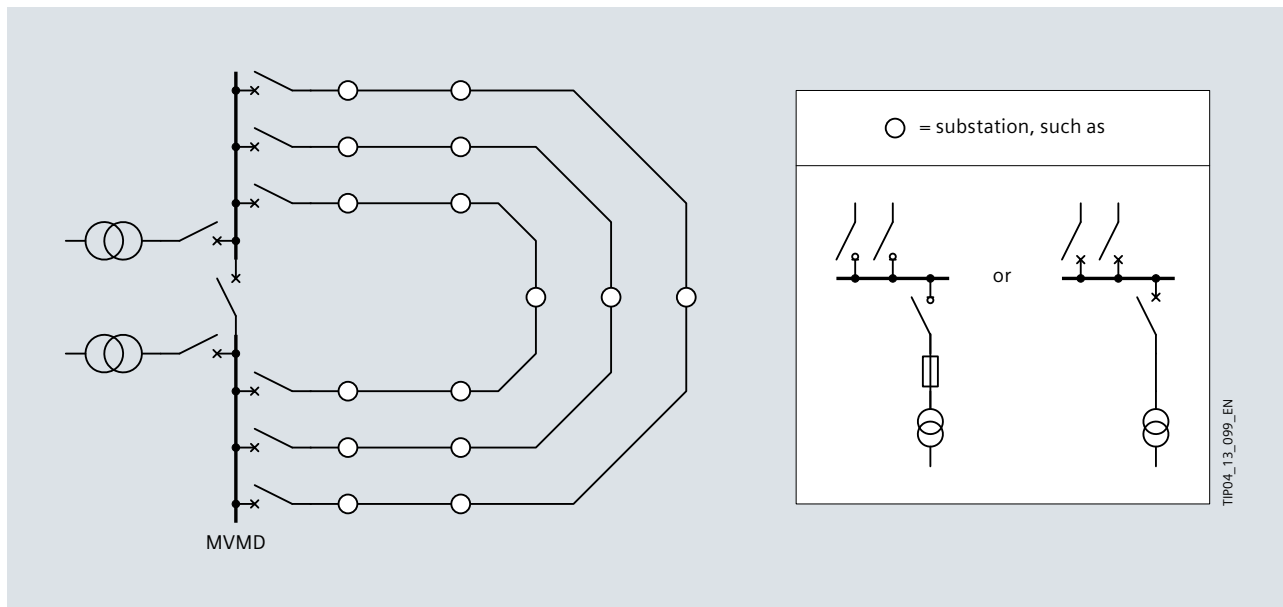 = substation, such as
or
MVMD
TIP04_13_099_EN